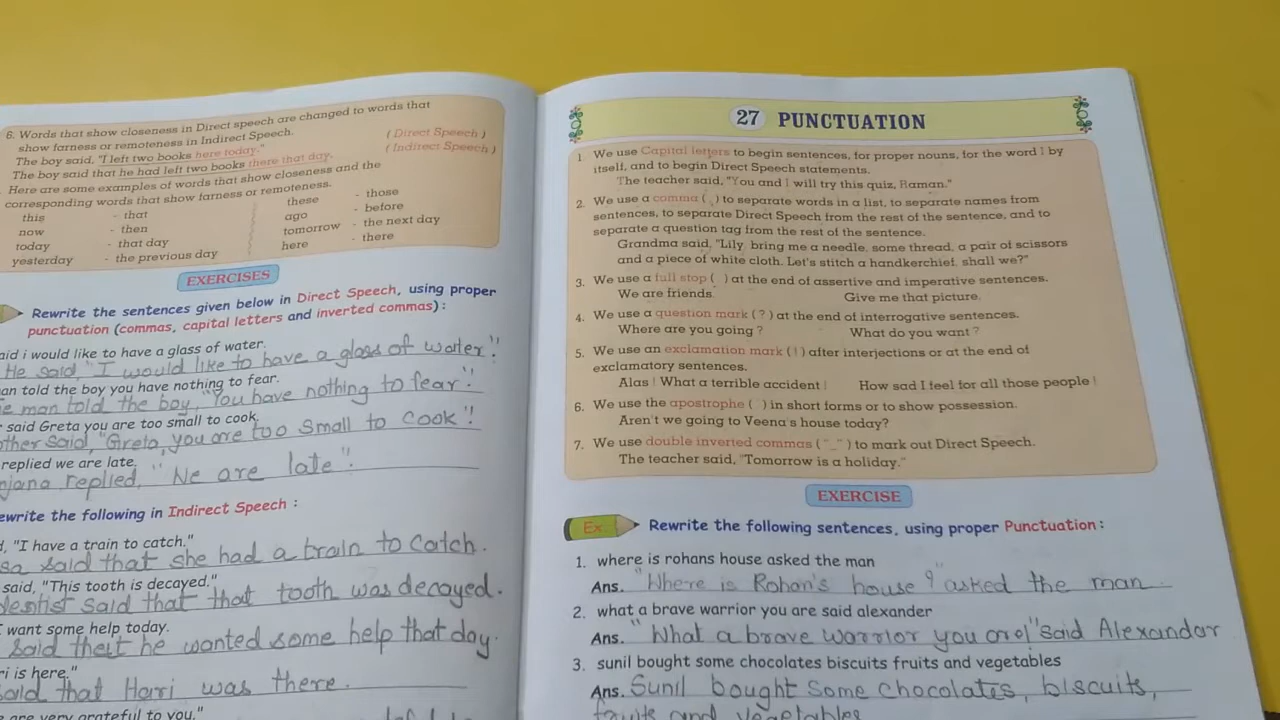 6. Words that show closeness in Direct speech are changed to words that
show farness or remoteness in Indirect Speech.
The boy said, "I left two books here today." ( Direct Speech )
The boy said that he had left two books there that day. ( Indirect Speech )
Here are some examples of words that show closeness and the
corresponding words that show farness or remoteness.
this - that these - those
now - then ago - before
today - that day tomorrow - the next day
yesterday - the previous day here - there
EXERCISES
Rewrite the sentences given below in Direct Speech, using proper
punctuation (commas, capital letters and inverted commas) :
said i would like to have a glass of water.
He said, "I would like to have a glass of water."
told the boy you have nothing to fear.
man told the boy, "You have nothing to fear."
said Greta you are too small to cook.
said, "Greta, you are too small to cook"!
replied we are late.
replied, "We are late".
the following in Indirect Speech :
"I have a train to catch."
said that she had a train to catch.
said, "This tooth is decayed."
said that that tooth was decayed.
want some help today.
said that he wanted some help that day.
is here."
said that Hari was there.
are very grateful to you."
27 PUNCTUATION
1. We use Capital letters to begin sentences, for proper nouns, for the word I by
itself, and to begin Direct Speech statements.
The teacher said, "You and I will try this quiz, Raman."
2. We use a comma ( , ) to separate words in a list, to separate names from
sentences, to separate Direct Speech from the rest of the sentence, and to
separate a question tag from the rest of the sentence.
Grandma said, "Lily bring me a needle, some thread, a pair of scissors
and a piece of white cloth. Let's stitch a handkerchief, shall we?"
3. We use a full stop ( ) at the end of assertive and imperative sentences.
We are friends. Give me that picture.
4. We use a question mark ( ? ) at the end of interrogative sentences.
Where are you going ? What do you want ?
5. We use an exclamation mark ( ! ) after interjections or at the end of
exclamatory sentences.
Alas ! What a terrible accident ! How sad I feel for all those people !
6. We use the apostrophe ( ) in short forms or to show possession.
Aren't we going to Veena's house today?
7. We use double inverted commas ( "_" ) to mark out Direct Speech.
The teacher said, "Tomorrow is a holiday."
EXERCISE
Ex Rewrite the following sentences, using proper Punctuation :
1. where is rohans house asked the man
Ans. "Where is Rohan's house?" asked the man
2. what a brave warrior you are said alexander
Ans. "What a brave warrior you are!" said Alexandar
3. sunil bought some chocolates biscuits fruits and vegetables
Ans. Sunil bought some chocolates, biscuits,
fruits and vegetables